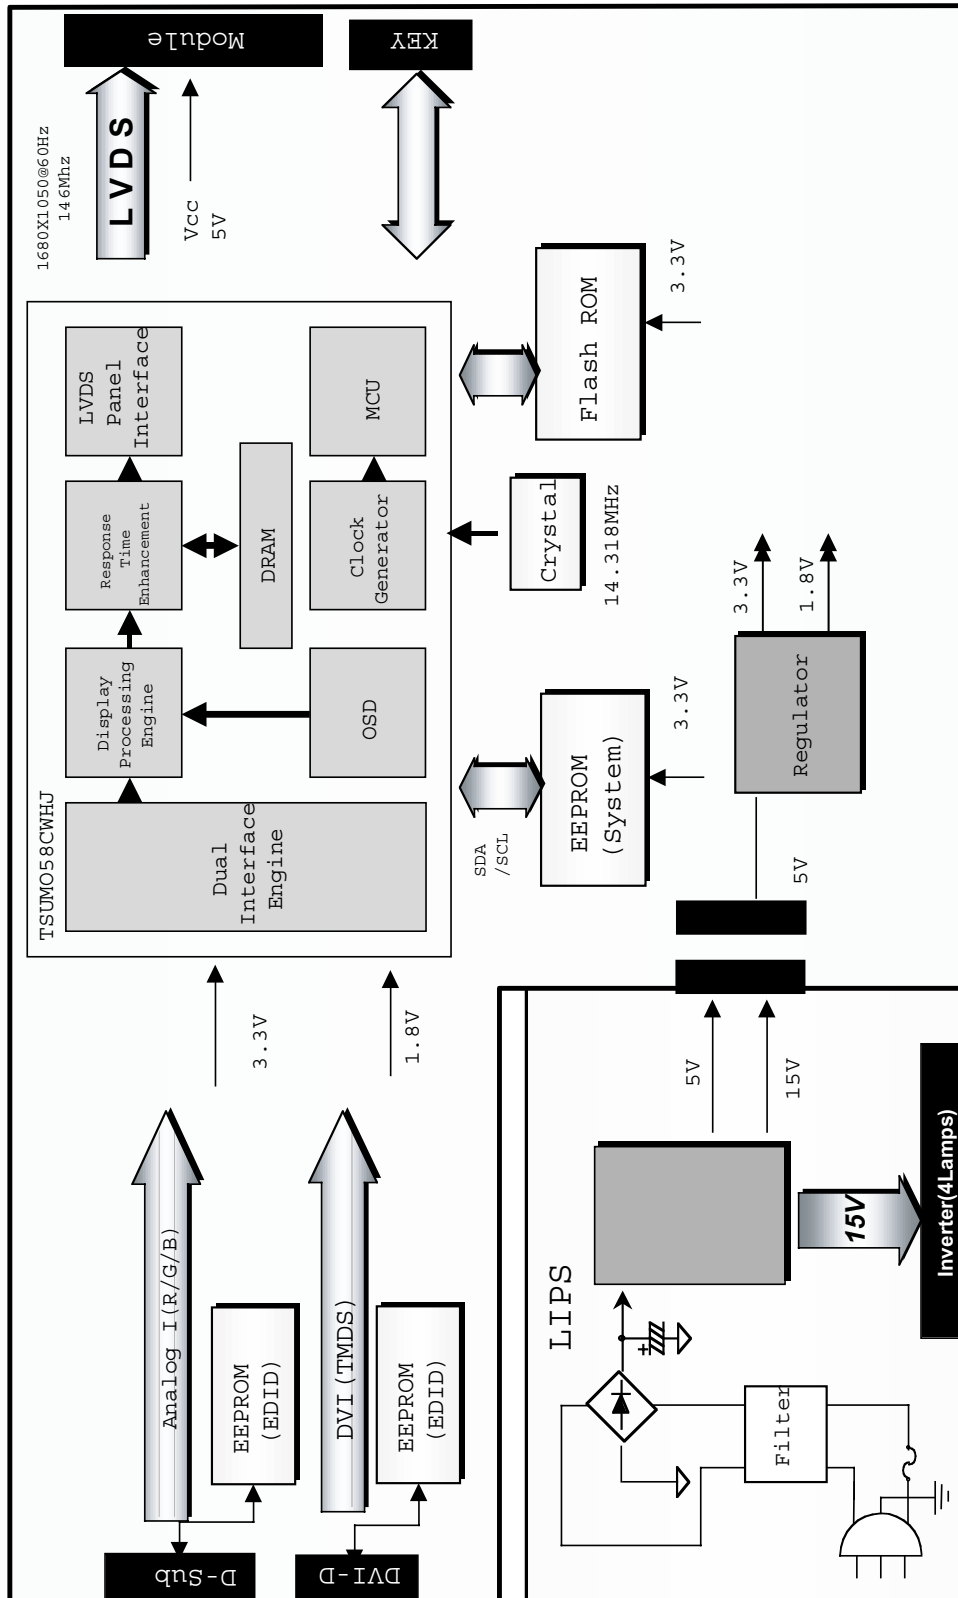 Module
KEY
LVDS
1680X1050@60Hz
146Mhz
Vcc
5V
TSUMO58CWHJ
LVDS
Panel
Interface
MCU
Response
Time
Enhancement
DRAM
Clock
Generator
Display
Processing
Engine
OSD
Dual
Interface
Engine
Flash ROM
3.3V
Crystal
14.318MHz
EEPROM
(System)
3.3V
SDA
/SCL
3.3V
1.8V
Regulator
5V
3.3V
1.8V
Analog I(R/G/B)
EEPROM
(EDID)
DVI(TMDS)
EEPROM
(EDID)
D-Sub
DVI-D
5V
15V
LIPS
15V
Inverter(4Lamps)
+
Filter